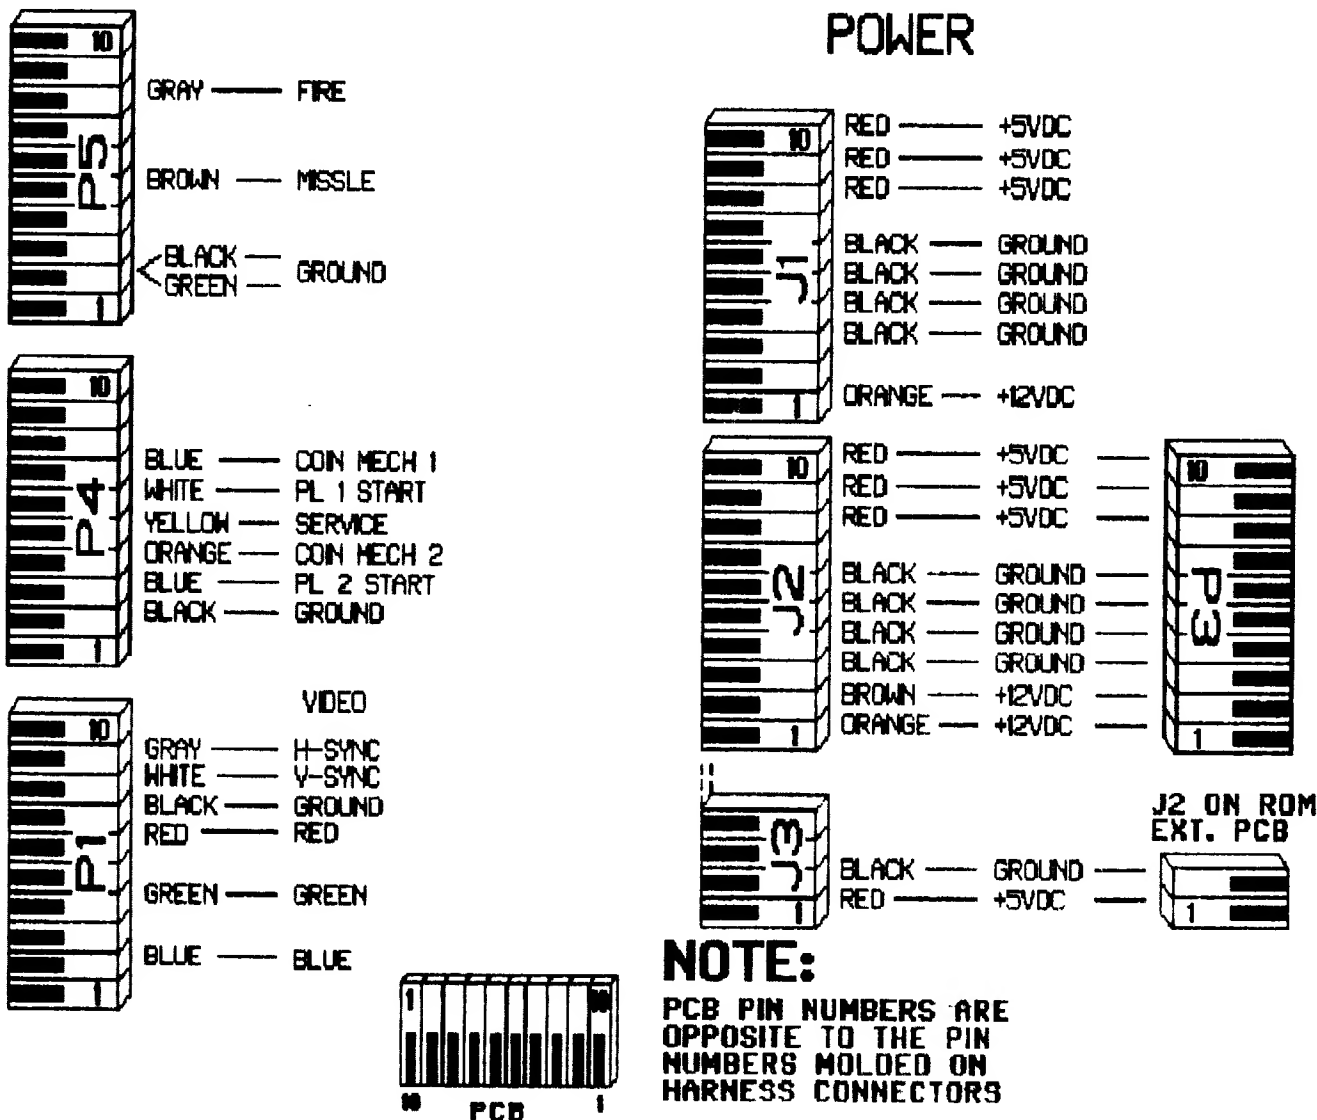 POWER
10
P5
1
GRAY — FIRE
BROWN — MISSLE
BLACK —
GREEN —
GROUND
10
P4
1
BLUE — COIN MECH 1
WHITE — PL 1 START
YELLOW — SERVICE
ORANGE — COIN MECH 2
BLUE — PL 2 START
BLACK — GROUND
VIDEO
10
P1
1
GRAY — H-SYNC
WHITE — V-SYNC
BLACK — GROUND
RED — RED
GREEN — GREEN
BLUE — BLUE
10
J1
1
RED — +5VDC
RED — +5VDC
RED — +5VDC
BLACK — GROUND
BLACK — GROUND
BLACK — GROUND
BLACK — GROUND
ORANGE — +12VDC
10
J2
1
RED — +5VDC —
RED — +5VDC —
RED — +5VDC —
BLACK — GROUND —
BLACK — GROUND —
BLACK — GROUND —
BLACK — GROUND —
BROWN — +12VDC —
ORANGE — +12VDC —
10
P3
1
J3
1
BLACK — GROUND —
RED — +5VDC —
J2 ON ROM
EXT. PCB
1
1 10
10 PCB 1
NOTE:
PCB PIN NUMBERS ARE
OPPOSITE TO THE PIN
NUMBERS MOLDED ON
HARNESS CONNECTORS